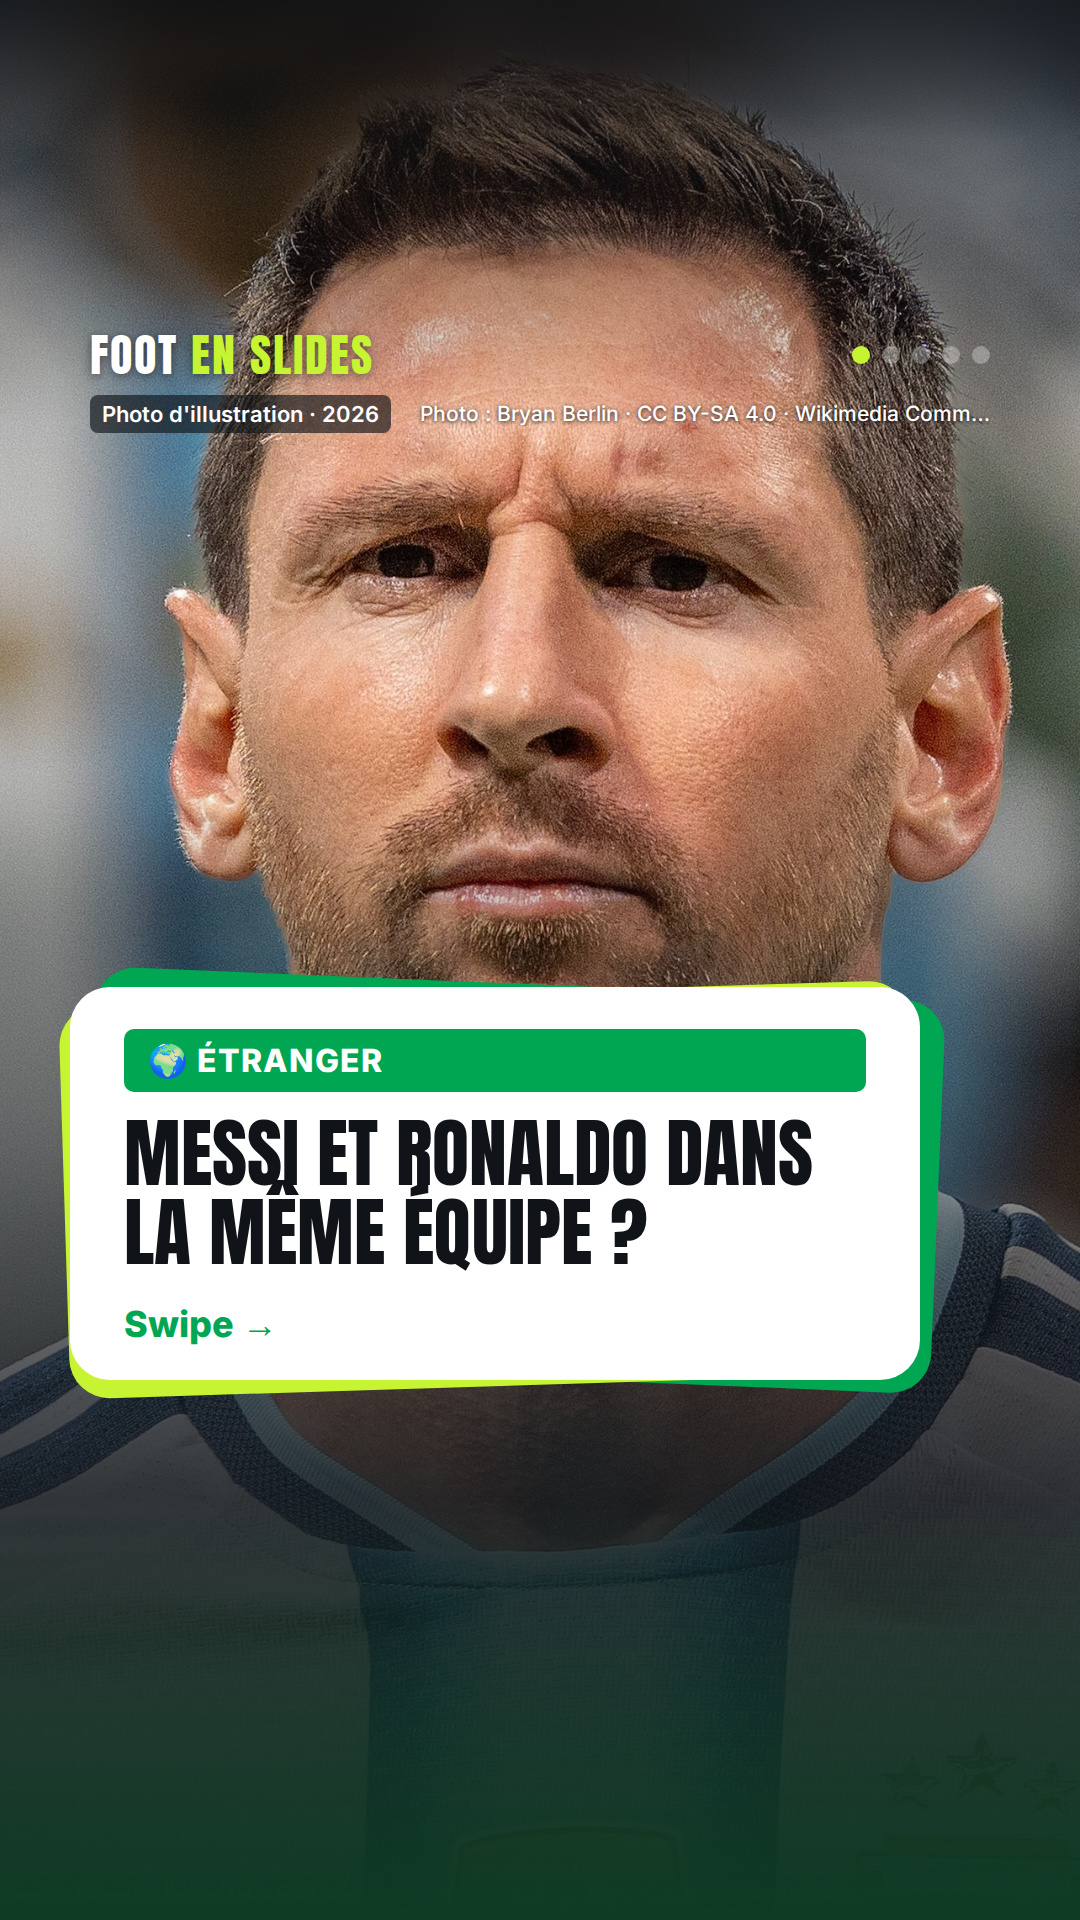 FOOT EN SLIDES
Photo d'illustration · 2026
Photo : Bryan Berlin · CC BY-SA 4.0 · Wikimedia Comm...
🌍 ÉTRANGER
MESSI ET RONALDO DANS
LA MÊME ÉQUIPE ?
Swipe →